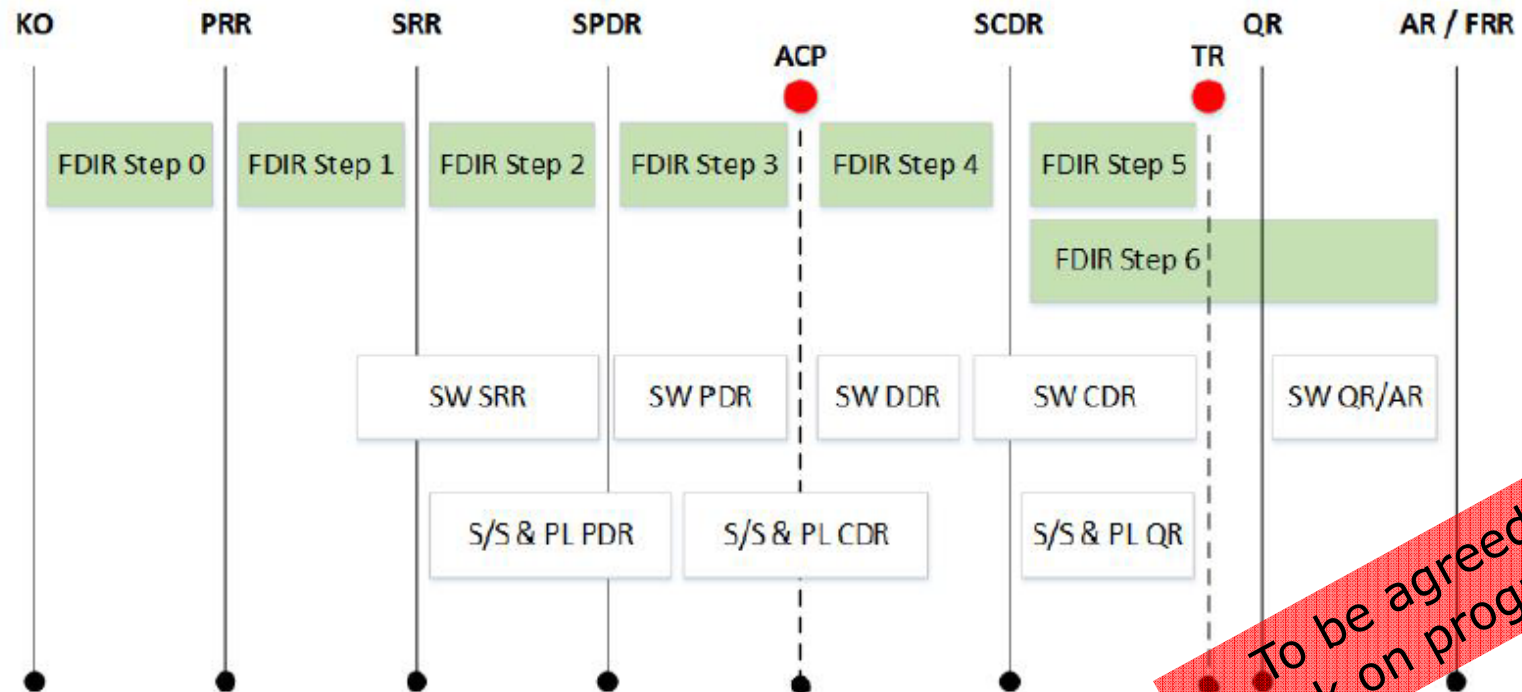 KO PRR SRR SPDR SCDR QR AR / FRR
ACP TR
FDIR Step 0 FDIR Step 1 FDIR Step 2 FDIR Step 3 FDIR Step 4 FDIR Step 5
FDIR Step 6
SW SRR SW PDR SW DDR SW CDR SW QR/AR
S/S & PL PDR S/S & PL CDR S/S & PL QR
To be agreed
on